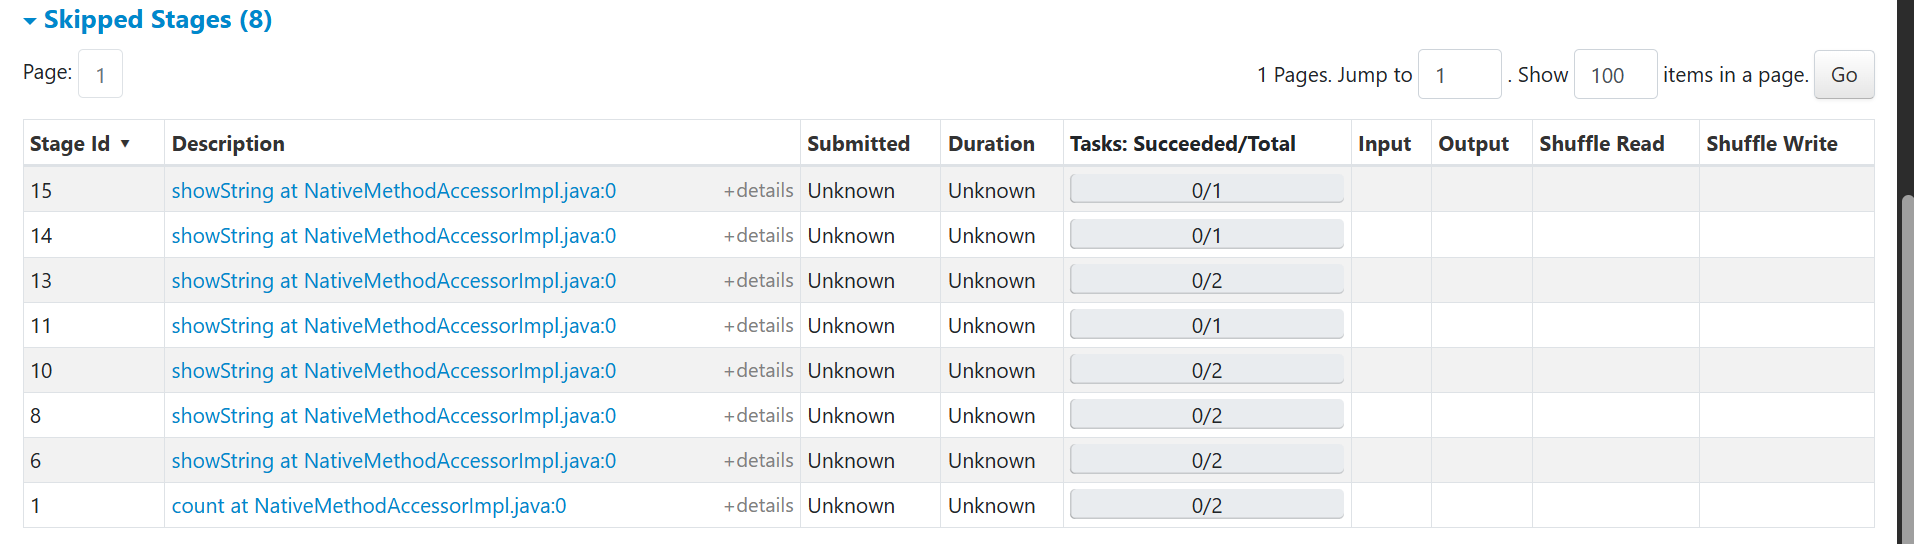 Skipped Stages (8)
Page: 1
1 Pages. Jump to 1 . Show 100 items in a page. Go
Stage Id Description Submitted Duration Tasks: Succeeded/Total Input Output Shuffle Read Shuffle Write
15 showString at NativeMethodAccessorImpl.java:0 +details Unknown Unknown 0/1
14 showString at NativeMethodAccessorImpl.java:0 +details Unknown Unknown 0/1
13 showString at NativeMethodAccessorImpl.java:0 +details Unknown Unknown 0/2
11 showString at NativeMethodAccessorImpl.java:0 +details Unknown Unknown 0/1
10 showString at NativeMethodAccessorImpl.java:0 +details Unknown Unknown 0/2
8 showString at NativeMethodAccessorImpl.java:0 +details Unknown Unknown 0/2
6 showString at NativeMethodAccessorImpl.java:0 +details Unknown Unknown 0/2
1 count at NativeMethodAccessorImpl.java:0 +details Unknown Unknown 0/2